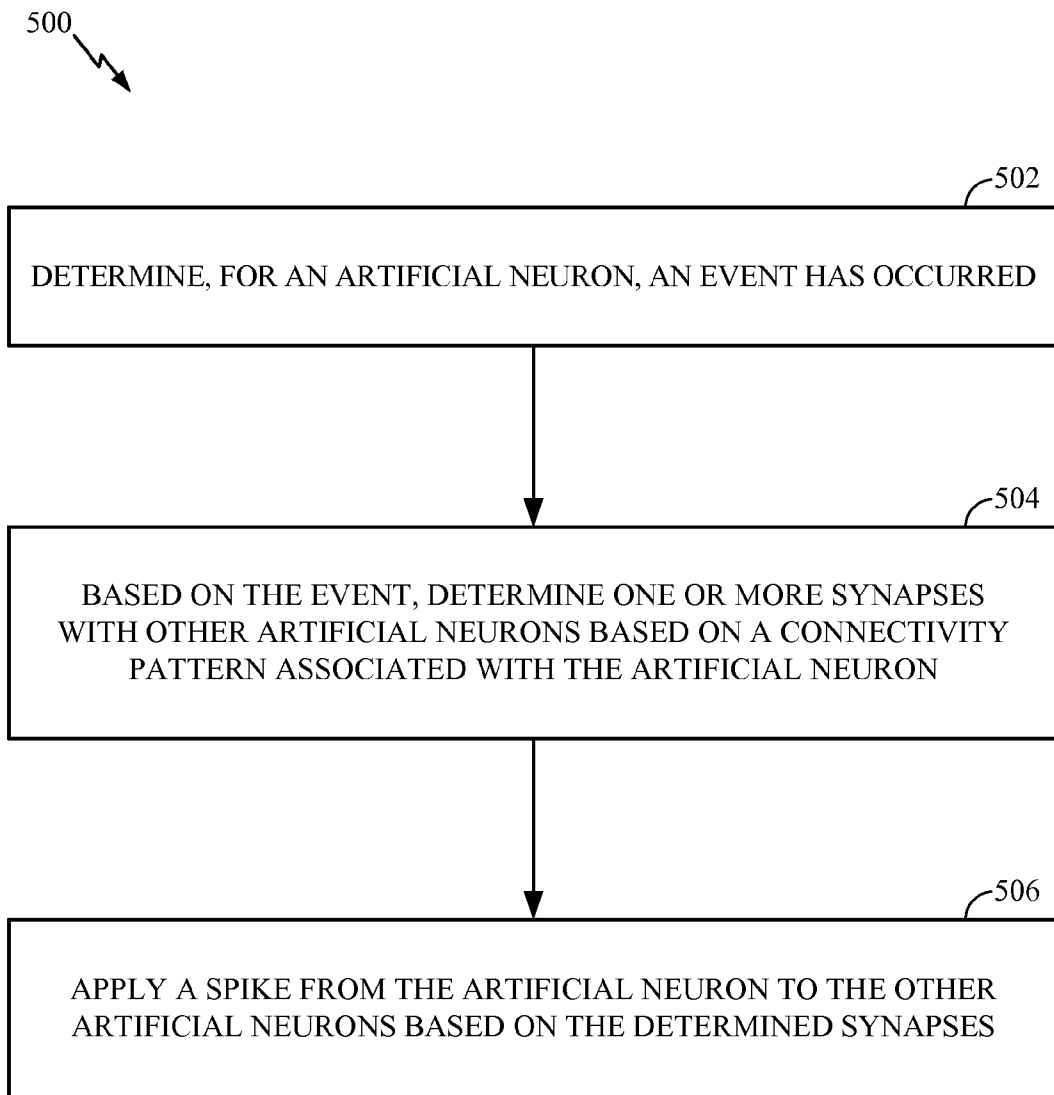 500
502
DETERMINE, FOR AN ARTIFICIAL NEURON, AN EVENT HAS OCCURRED
504
BASED ON THE EVENT, DETERMINE ONE OR MORE SYNAPSES
WITH OTHER ARTIFICIAL NEURONS BASED ON A CONNECTIVITY
PATTERN ASSOCIATED WITH THE ARTIFICIAL NEURON
506
APPLY A SPIKE FROM THE ARTIFICIAL NEURON TO THE OTHER
ARTIFICIAL NEURONS BASED ON THE DETERMINED SYNAPSES